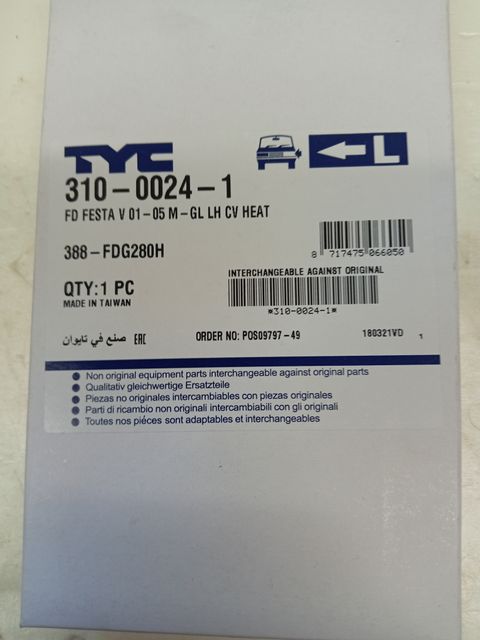 TYC
L
310-0024-1
FD FESTA V 01-05 M-GL LH CV HEAT
388-FDG280H
8 717475 066050
INTERCHANGEABLE AGAINST ORIGINAL
QTY:1 PC
MADE IN TAIWAN
*310-0024-1*
صنع في تايوان EAC
ORDER NO: POS09797-49
180321VD
1
● Non original equipment parts interchangeable against original parts
● Qualitativ gleichwertige Ersatzteile
● Piezas no originales intercambiables con piezas originales
● Parti di ricambio non originali intercambiabili con gli originali
● Toutes nos piéces sont adaptables et interchangeables